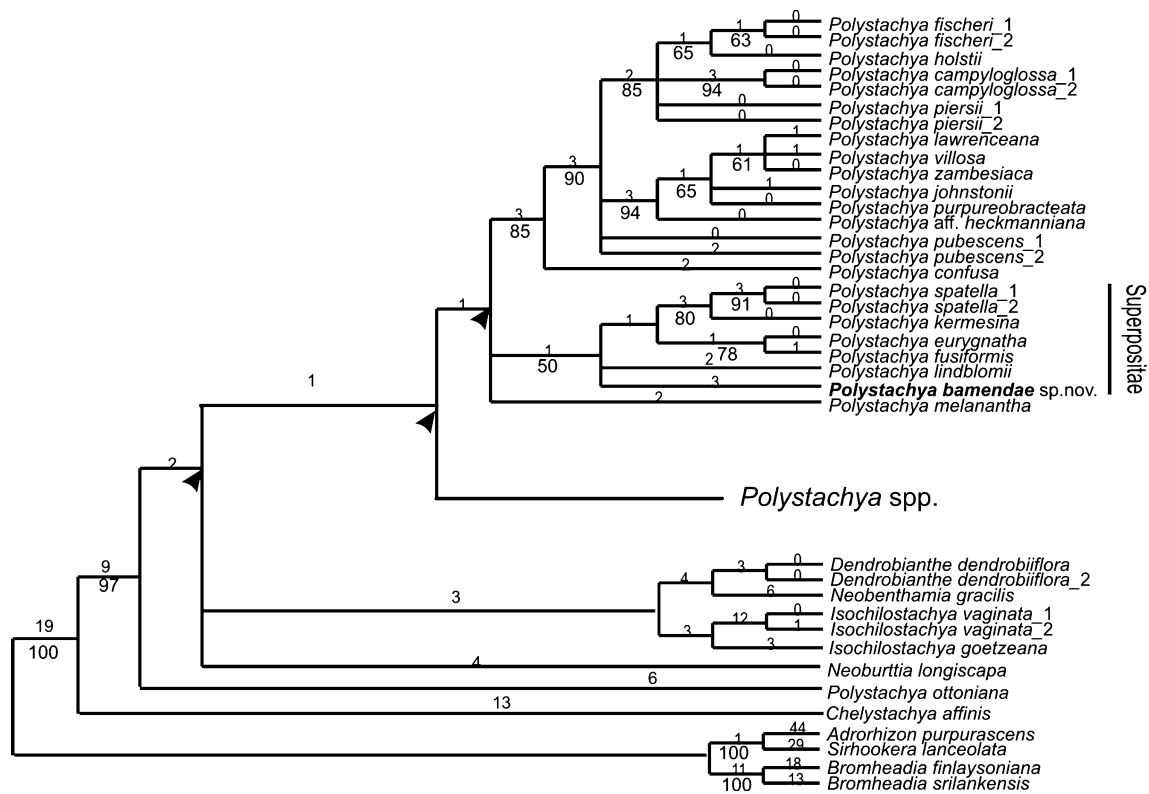 0
Polystachya fischeri_1
1
0
63
Polystachya fischeri_2
1
65
0
Polystachya holstii
2
85
3
94
0
Polystachya campyloglossa_1
0
Polystachya campyloglossa_2
0
Polystachya piersii_1
0
Polystachya piersii_2
3
90
1
Polystachya lawrenceana
1
61
1
Polystachya villosa
0
Polystachya zambesiaca
1
65
1
Polystachya johnstonii
3
94
0
Polystachya purpureobracteata
0
Polystachya aff. heckmanniana
3
85
0
Polystachya pubescens_1
2
Polystachya pubescens_2
2
Polystachya confusa
0
Polystachya spatella_1
3
91
0
Polystachya spatella_2
3
80
0
Polystachya kermesina
1
1
1
78
0
Polystachya eurygnatha
1
Polystachya fusiformis
1
50
2
Polystachya lindblomii
3
Polystachya bamendae sp.nov.
2
Polystachya melanantha
Superpositae
1
2
Polystachya spp.
9
97
0
Dendrobianthe dendrobiiflora
3
0
Dendrobianthe dendrobiiflora_2
4
6
Neobenthamia gracilis
3
0
Isochilostachya vaginata_1
12
1
Isochilostachya vaginata_2
3
3
Isochilostachya goetzeana
19
100
4
Neoburttia longiscapa
6
Polystachya ottoniana
13
Chelystachya affinis
44
Adrorhizon purpurascens
1
100
29
Sirhookera lanceolata
18
Bromheadia finlaysoniana
11
100
13
Bromheadia srilankensis